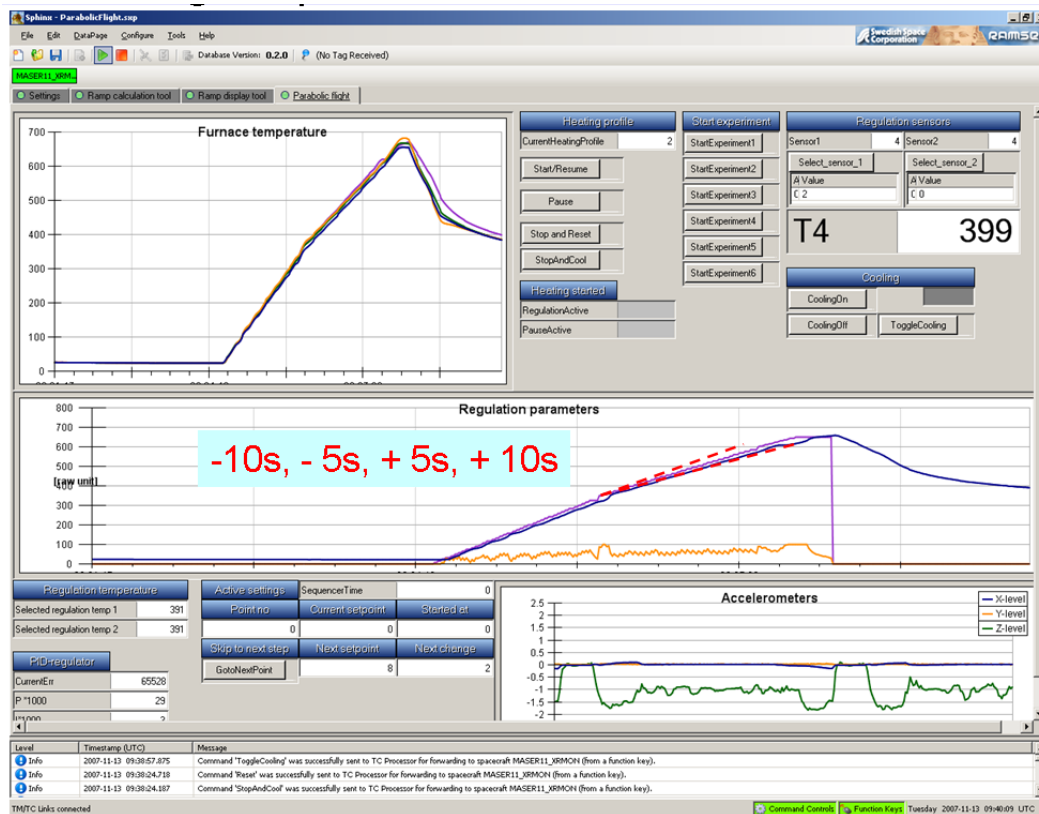 Sphinx - ParabolicFlight.sxp
File Edit DataPage Configure Tools Help
Swedish Space Corporation
Database Version: 0.2.0 (No Tag Received)
MASER11_XRM...
Settings Ramp calculation tool Ramp display tool Parabolic flight
Furnace temperature
700
600
500
400
300
200
100
0
Heating profile
CurrentHeatingProfile 2
Start/Resume
Pause
Stop and Reset
StopAndCool
Heating started
RegulationActive
PauseActive
Start experiment
StartExperiment1
StartExperiment2
StartExperiment3
StartExperiment4
StartExperiment5
StartExperiment6
Regulation sensors
Sensor1 4 Sensor2 4
Select_sensor_1 Select_sensor_2
Value Value
2 0
T4 399
Cooling
CoolingOn
CoolingOff ToggleCooling
Regulation parameters
800
700
600
500
[raw unit]
400
300
200
100
0
-10s, - 5s, + 5s, + 10s
Regulation temperature
Selected regulation temp 1 391
Selected regulation temp 2 391
PID-regulator
CurrentErr 65528
P *1000 29
Active settings SequencerTime 0
Point no Current setpoint Started at
0 0 0
Skip to next step Next setpoint Next change
GotoNextPoint 8 2
Accelerometers
2.5
2
1.5
1
0.5
0
-0.5
-1
-1.5
-2
X-level
Y-level
Z-level
Level Timestamp (UTC) Message
Info 2007-11-13 09:38:57.875 Command 'ToggleCooling' was successfully sent to TC Processor for forwarding to spacecraft MASER11_XRMON (from a function key).
Info 2007-11-13 09:38:24.718 Command 'Reset' was successfully sent to TC Processor for forwarding to spacecraft MASER11_XRMON (from a function key).
Info 2007-11-13 09:38:24.187 Command 'StopAndCool' was successfully sent to TC Processor for forwarding to spacecraft MASER11_XRMON (from a function key).
TM/TC Links connected Command Controls Function Keys Tuesday 2007-11-13 09:40:09 UTC